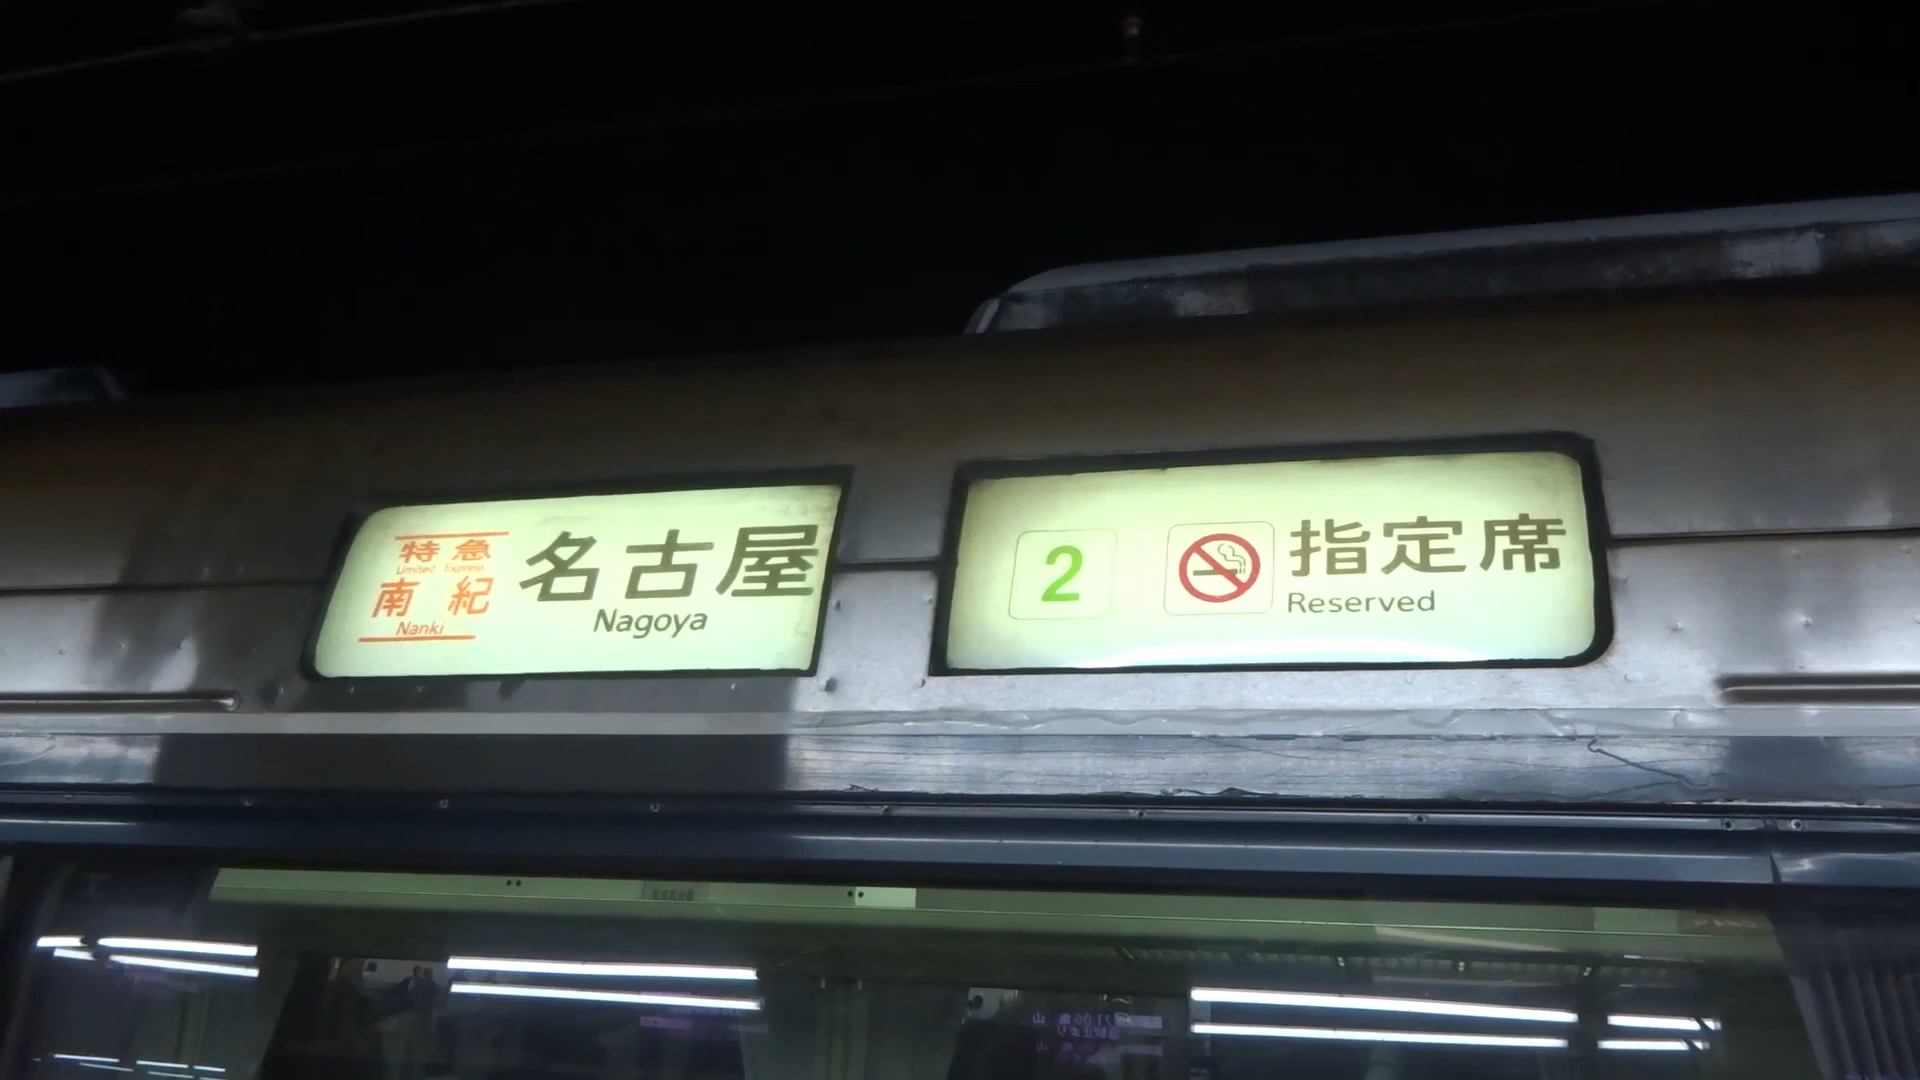 特急
Limited Express
南紀
Nanki
名古屋
Nagoya
2
指定席
Reserved